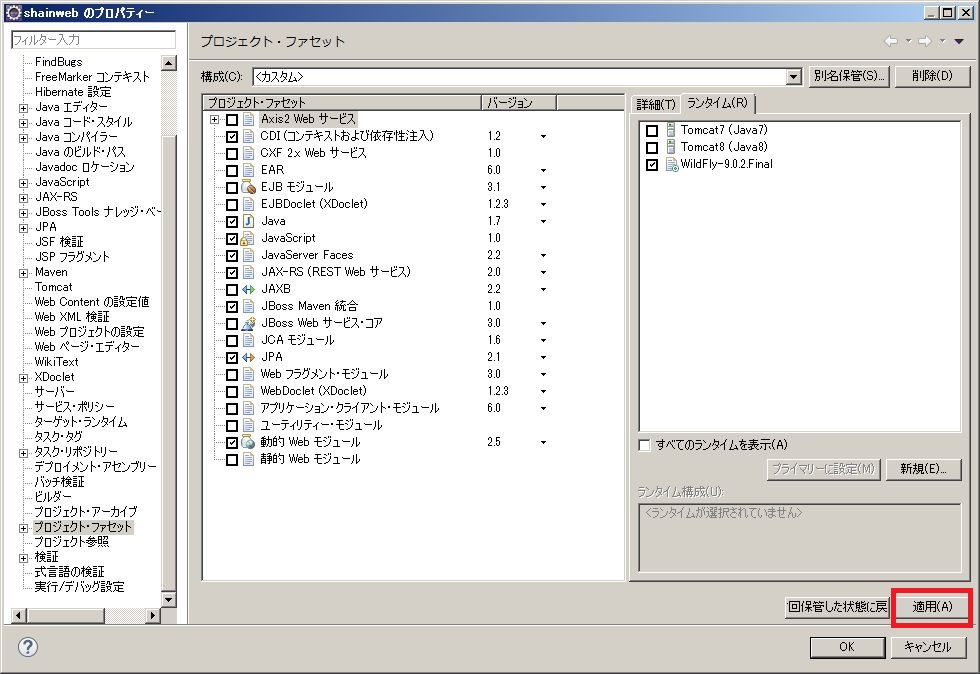 shainweb のプロパティー
フィルター入力
FindBugs
FreeMarker コンテキスト
Hibernate 設定
Java エディター
Java コード・スタイル
Java コンパイラー
Java のビルド・パス
Javadoc ロケーション
JavaScript
JAX-RS
JBoss Tools ナレッジ・ベー
JPA
JSF 検証
JSP フラグメント
Maven
Tomcat
Web Content の設定値
Web XML 検証
Web プロジェクトの設定
Web ページ・エディター
WikiText
XDoclet
サーバー
サービス・ポリシー
ターゲット・ランタイム
タスク・タグ
タスク・リポジトリー
デプロイメント・アセンブリー
バッチ検証
ビルダー
プロジェクト・アーカイブ
プロジェクト・ファセット
プロジェクト参照
検証
式言語の検証
実行/デバッグ設定
プロジェクト・ファセット
構成(C): <カスタム> 別名保管(S)... 削除(D)
プロジェクト・ファセット バージョン
Axis2 Web サービス
CDI (コンテキストおよび依存性注入) 1.2
CXF 2.x Web サービス 1.0
EAR 6.0
EJB モジュール 3.1
EJBDoclet (XDoclet) 1.2.3
Java 1.7
JavaScript 1.0
JavaServer Faces 2.2
JAX-RS (REST Web サービス) 2.0
JAXB 2.2
JBoss Maven 統合 1.0
JBoss Web サービス・コア 3.0
JCA モジュール 1.6
JPA 2.1
Web フラグメント・モジュール 3.0
WebDoclet (XDoclet) 1.2.3
アプリケーション・クライアント・モジュール 6.0
ユーティリティー・モジュール
動的 Web モジュール 2.5
静的 Web モジュール
詳細(T) ランタイム(R)
Tomcat7 (Java7)
Tomcat8 (Java8)
WildFly-9.0.2.Final
すべてのランタイムを表示(A)
プライマリーに設定(M) 新規(E)...
ランタイム構成(U):
<ランタイムが選択されていません>
回保管した状態に戻 適用(A)
OK キャンセル